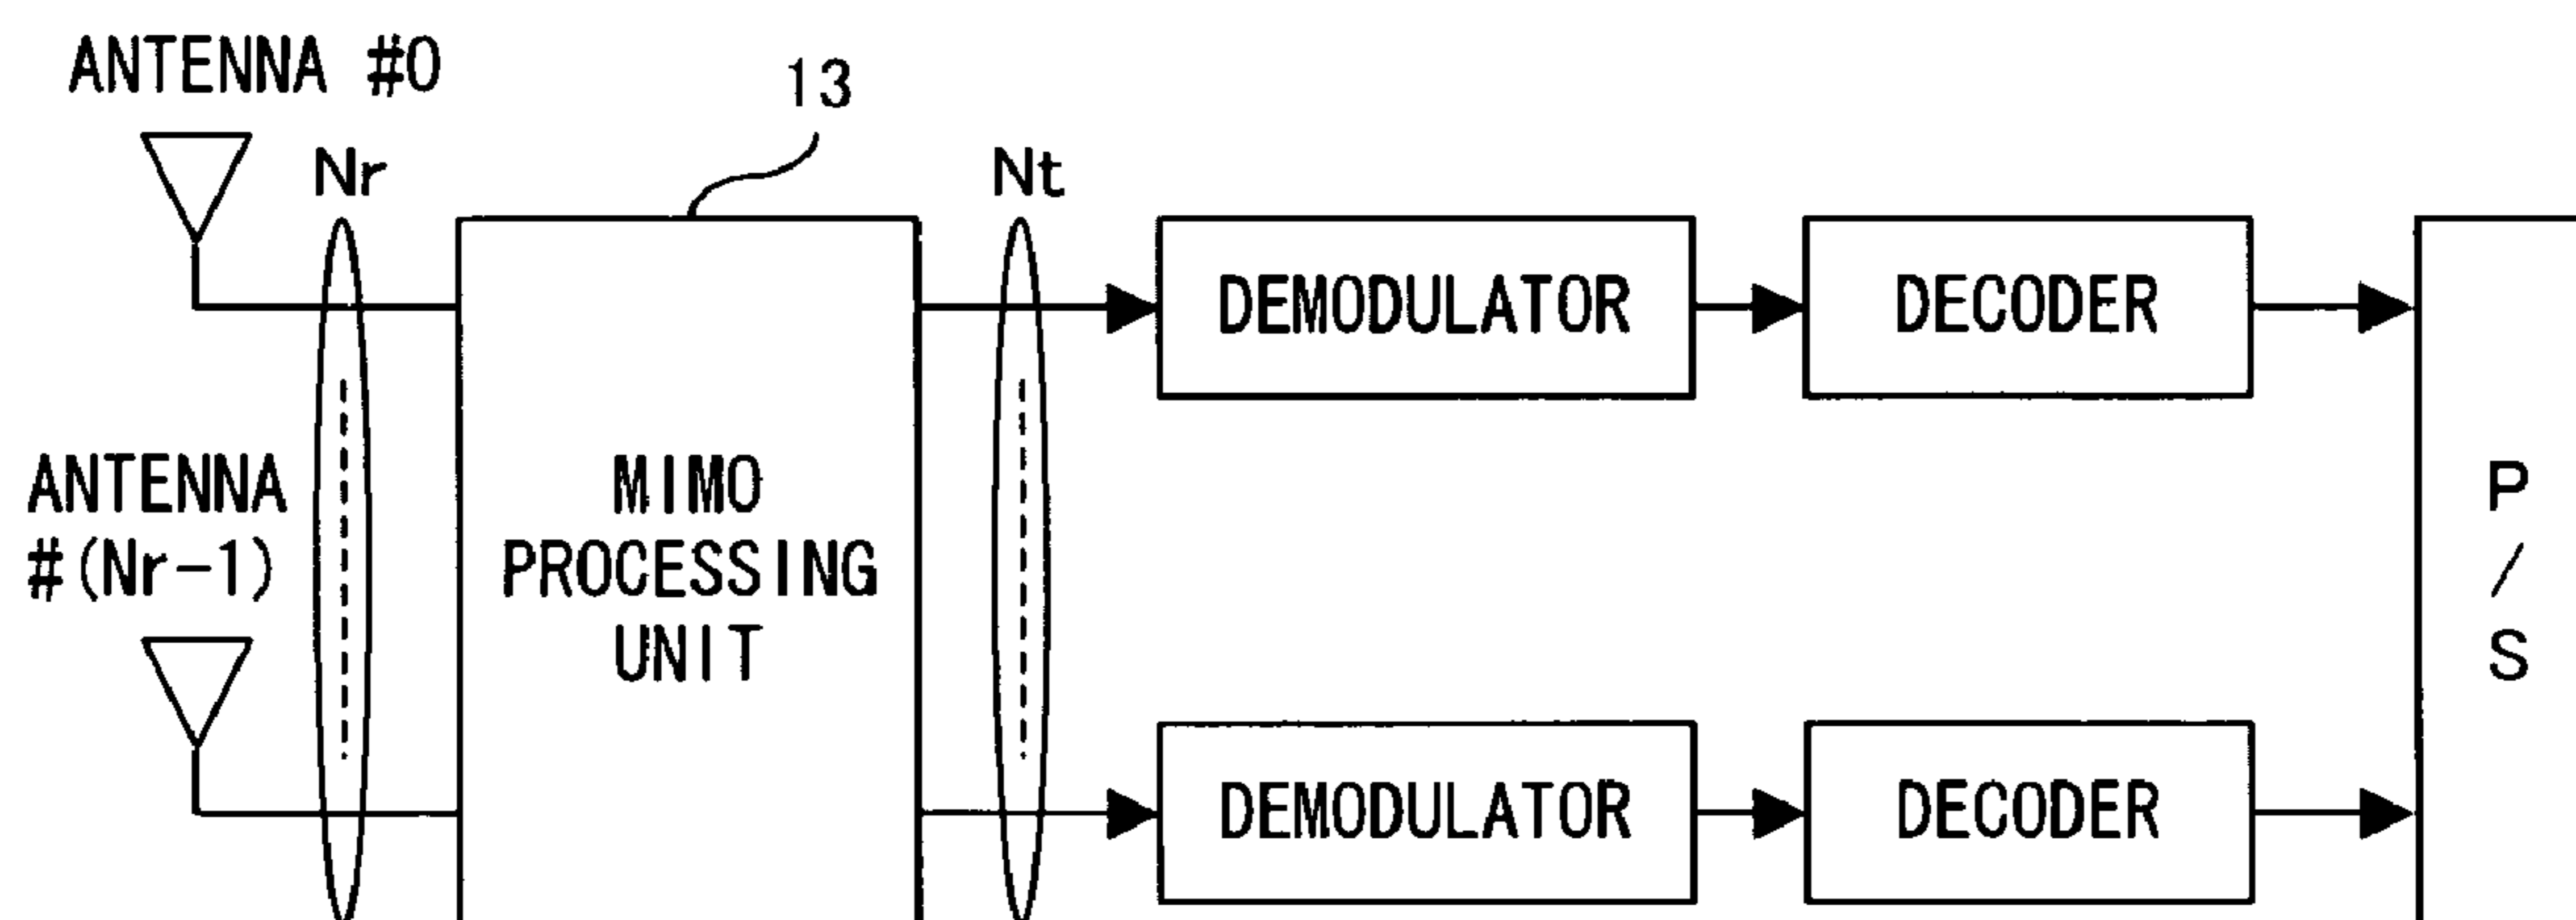 ANTENNA #0
13
Nr
Nt
DEMODULATOR
DECODER
ANTENNA
#(Nr-1)
MIMO
PROCESSING
UNIT
P
/
S
DEMODULATOR
DECODER